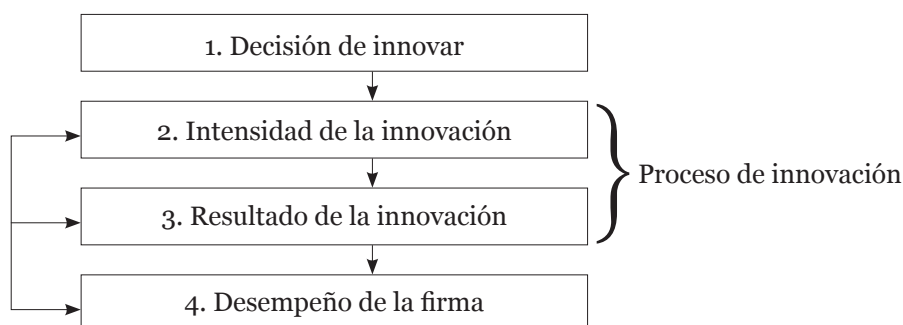 1. Decisión de innovar
2. Intensidad de la innovación
3. Resultado de la innovación
Proceso de innovación
4. Desempeño de la firma